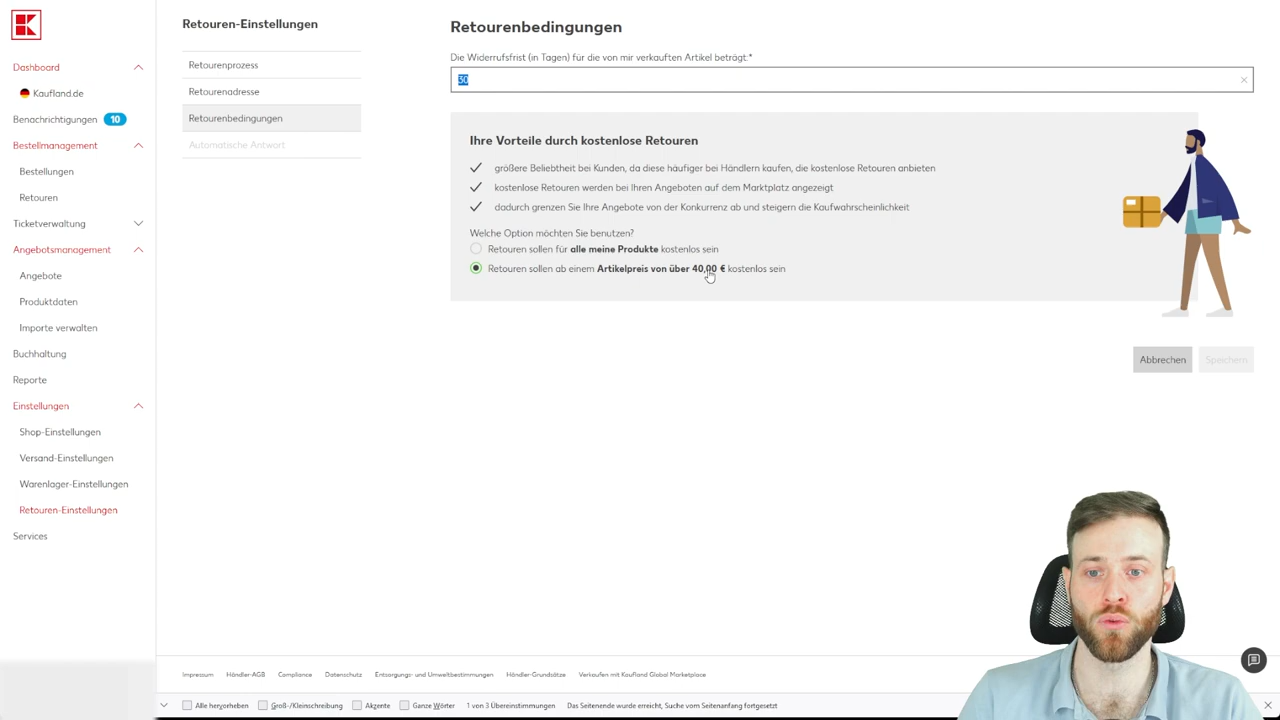 Dashboard
Kaufland.de
Benachrichtigungen 10
Bestellmanagement
Bestellungen
Retouren
Ticketverwaltung
Angebotsmanagement
Angebote
Produktdaten
Importe verwalten
Buchhaltung
Reporte
Einstellungen
Shop-Einstellungen
Versand-Einstellungen
Warenlager-Einstellungen
Retouren-Einstellungen
Services
Retouren-Einstellungen
Retourenprozess
Retourenadresse
Retourenbedingungen
Automatische Antwort
Retourenbedingungen
Die Widerrufsfrist (in Tagen) für die von mir verkauften Artikel beträgt:*
30
Ihre Vorteile durch kostenlose Retouren
größere Beliebtheit bei Kunden, da diese häufiger bei Händlern kaufen, die kostenlose Retouren anbieten
kostenlose Retouren werden bei Ihren Angeboten auf dem Marktplatz angezeigt
dadurch grenzen Sie Ihre Angebote von der Konkurrenz ab und steigern die Kaufwahrscheinlichkeit
Welche Option möchten Sie benutzen?
Retouren sollen für alle meine Produkte kostenlos sein
Retouren sollen ab einem Artikelpreis von über 40,00 € kostenlos sein
Abbrechen Speichern
Impressum Händler-AGB Compliance Datenschutz Entsorgungs- und Umweltbestimmungen Händler-Grundsätze Verkaufen mit Kaufland Global Marketplace
Alle hervorheben Groß-/Kleinschreibung Akzente Ganze Wörter 1 von 3 Übereinstimmungen Das Seitenende wurde erreicht, Suche vom Seitenanfang fortgesetzt